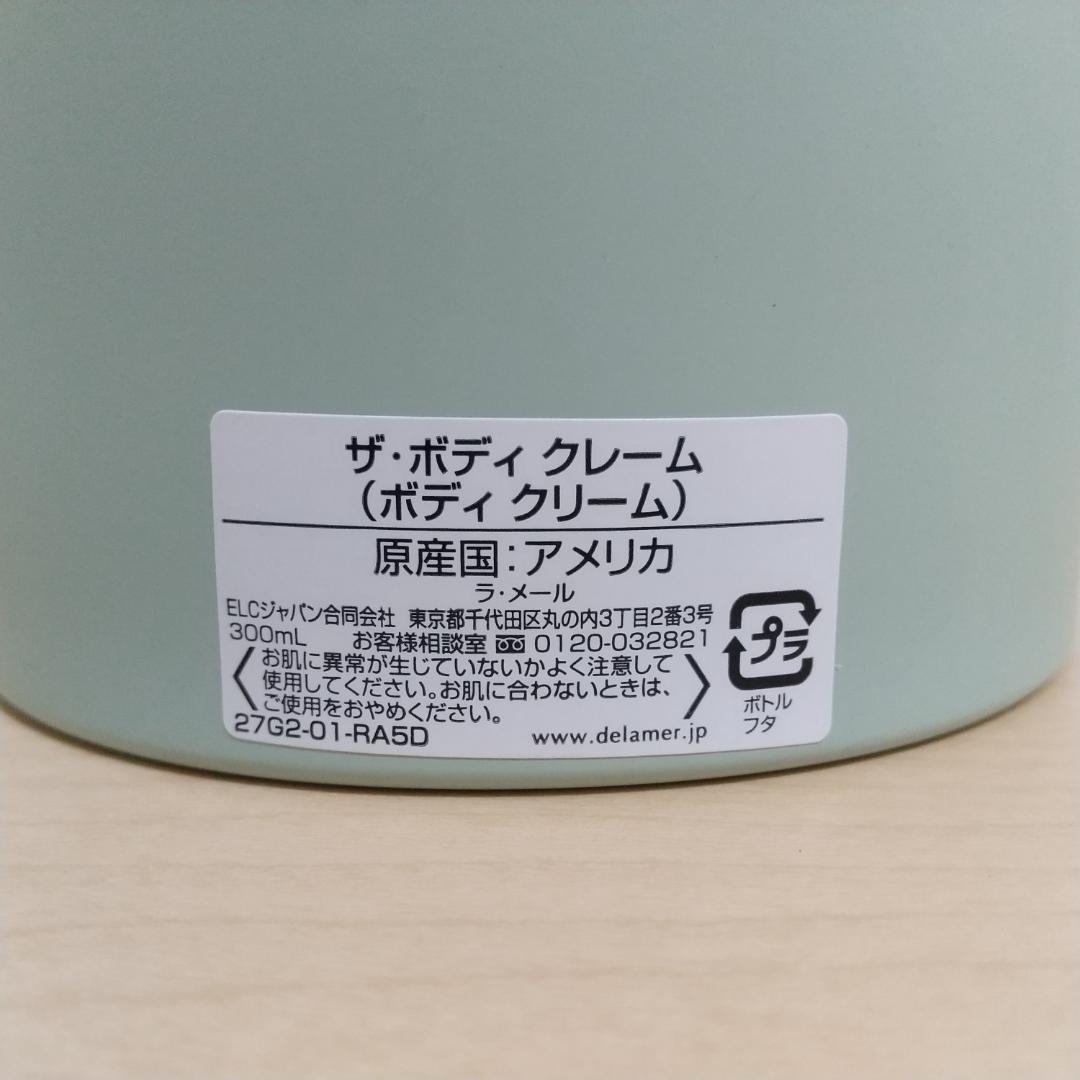 ザ・ボディ クレーム
(ボディ クリーム)
原産国：アメリカ
ラ・メール
ELCジャパン合同会社 東京都千代田区丸の内3丁目2番3号
300mL お客様相談室 0120-032821
〈お肌に異常が生じていないかよく注意して
使用してください。お肌に合わないときは、
ご使用をおやめください。〉
27G2-01-RA5D www.delamer.jp
プラ
ボトル
フタ